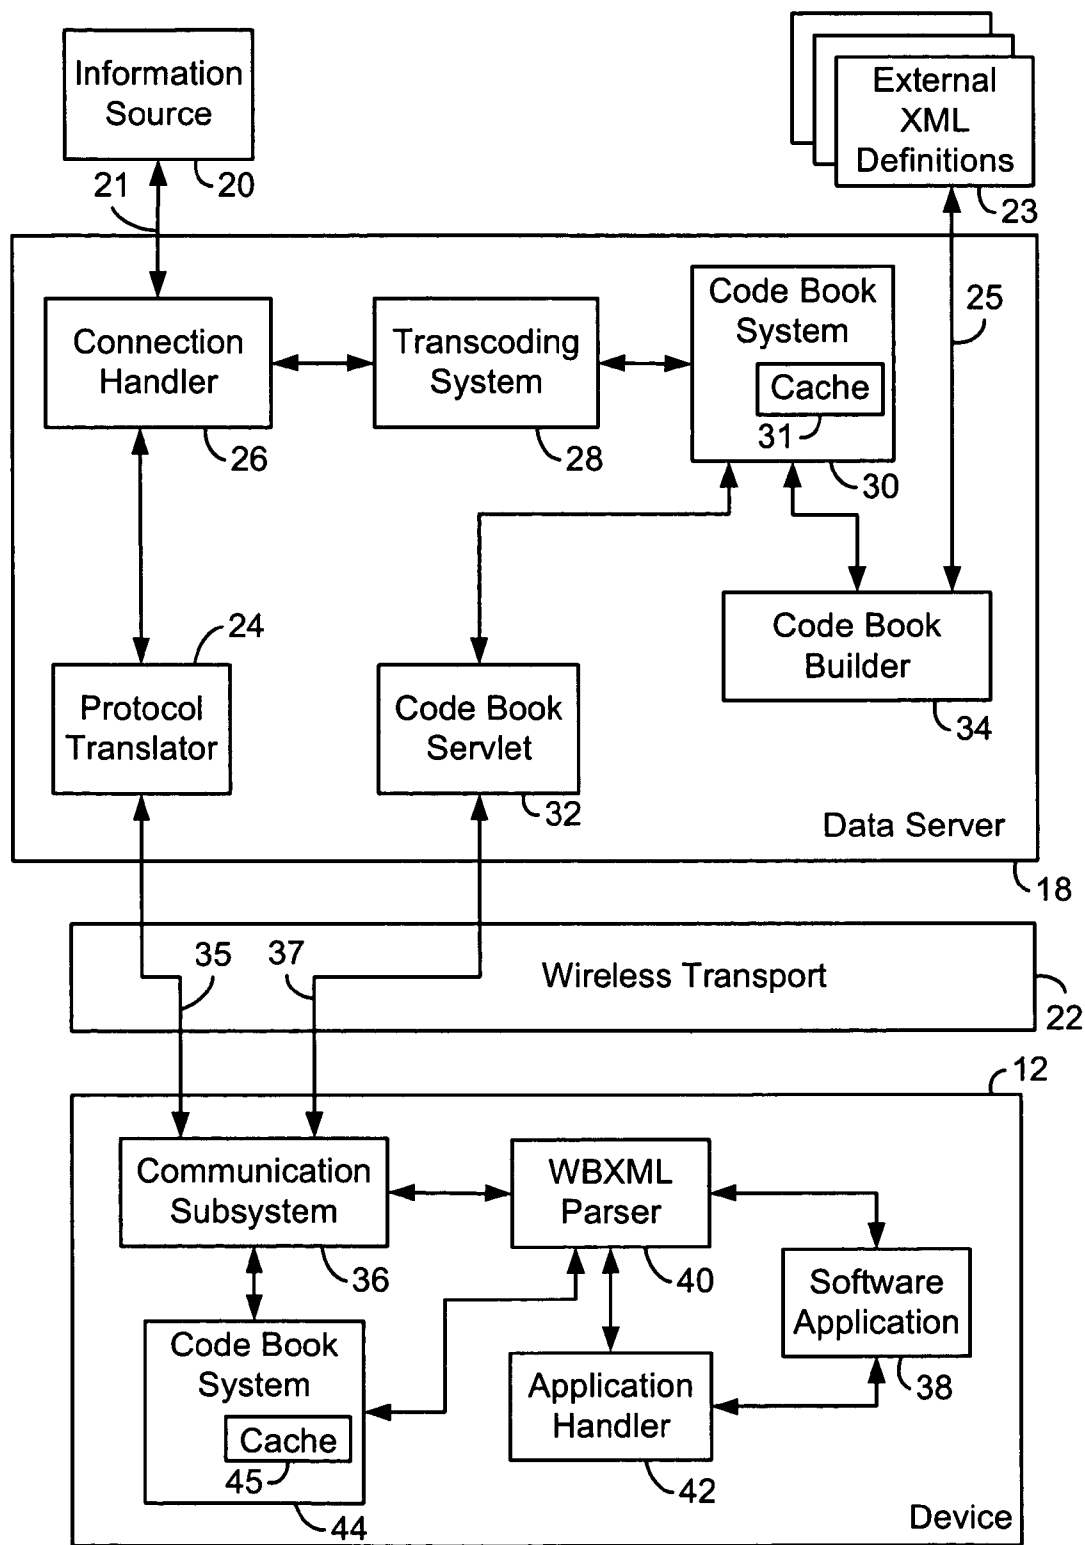 Information
Source
20
21
External
XML
Definitions
23
25
Connection
Handler
26
Transcoding
System
28
Code Book
System
Cache
31
30
24
Protocol
Translator
Code Book
Servlet
32
Code Book
Builder
34
Data Server
18
35
37
Wireless Transport
22
12
Communication
Subsystem
36
WBXML
Parser
40
Software
Application
38
Code Book
System
Cache
45
44
Application
Handler
42
Device